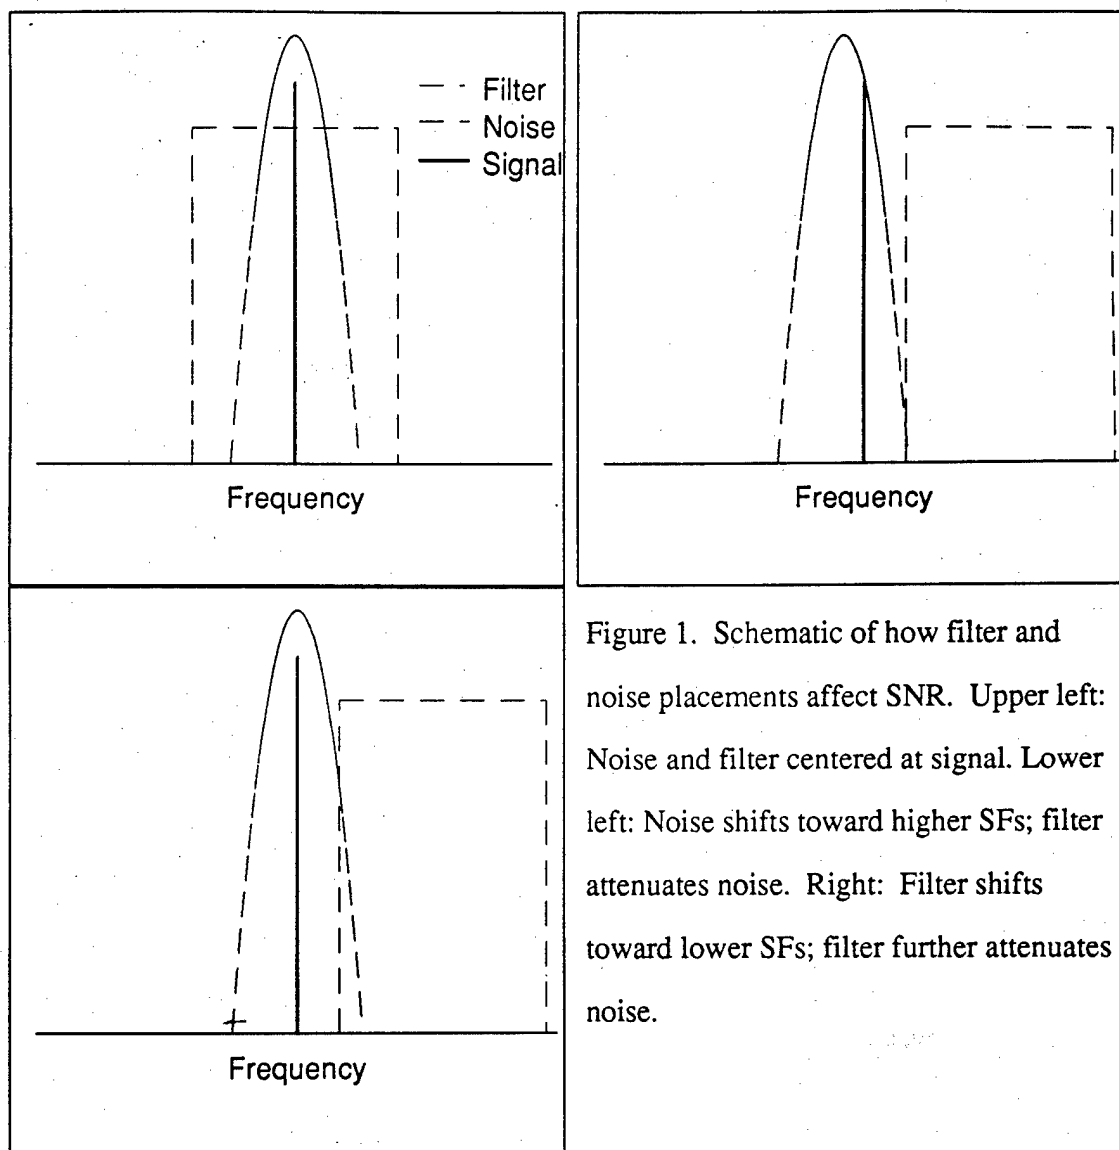 Filter
Noise
Signal
Frequency
Frequency
Frequency
Figure 1. Schematic of how filter and
noise placements affect SNR. Upper left:
Noise and filter centered at signal. Lower
left: Noise shifts toward higher SFs; filter
attenuates noise. Right: Filter shifts
toward lower SFs; filter further attenuates
noise.